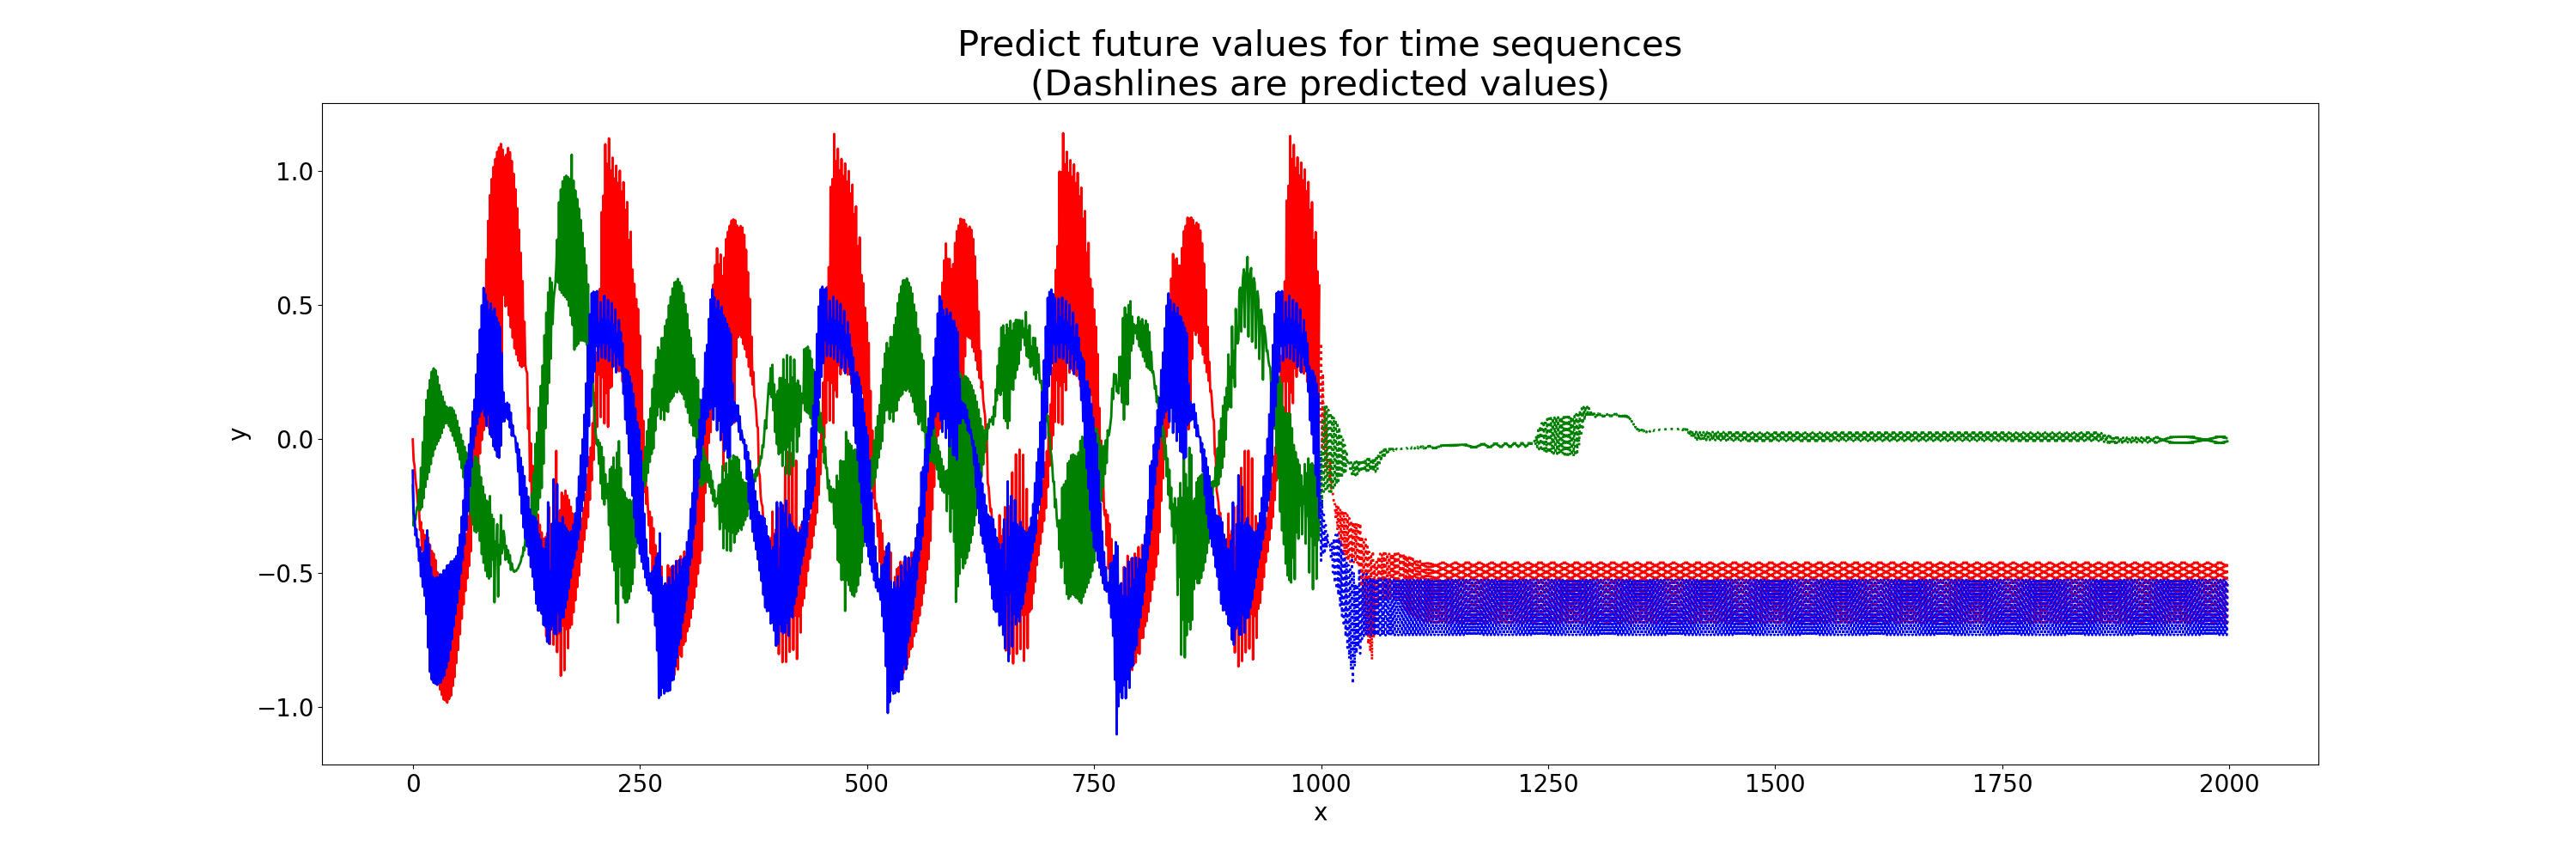 Predict future values for time sequences
(Dashlines are predicted values)
1.0
0.5
0.0
−0.5
−1.0
y
0 250 500 750 1000 1250 1500 1750 2000
x